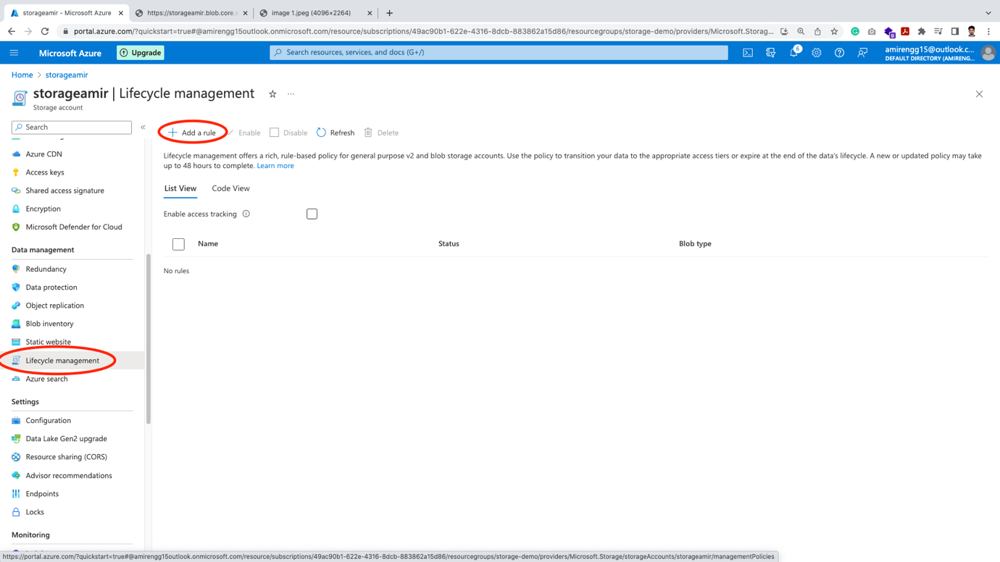 storageamir - Microsoft Azure
https://storageamir.blob.core.
image 1.jpeg (4096×2264)
portal.azure.com/?quickstart=true#@amirengg15outlook.onmicrosoft.com/resource/subscriptions/49ac90b1-622e-4316-8dcb-883862a15d86/resourcegroups/storage-demo/providers/Microsoft.Storag...
Microsoft Azure
Upgrade
Search resources, services, and docs (G+/)
6
amirengg15@outlook.c...
DEFAULT DIRECTORY (AMIRENG...
Home > storageamir
storageamir | Lifecycle management
...
Storage account
Search
«
Add a rule
Enable
Disable
Refresh
Delete
Azure CDN
Access keys
Shared access signature
Encryption
Microsoft Defender for Cloud
Data management
Redundancy
Data protection
Object replication
Blob inventory
Static website
Lifecycle management
Azure search
Settings
Configuration
Data Lake Gen2 upgrade
Resource sharing (CORS)
Advisor recommendations
Endpoints
Locks
Monitoring
Lifecycle management offers a rich, rule-based policy for general purpose v2 and blob storage accounts. Use the policy to transition your data to the appropriate access tiers or expire at the end of the data's lifecycle. A new or updated policy may take
up to 48 hours to complete. Learn more
List View
Code View
Enable access tracking
Name
Status
Blob type
No rules
https://portal.azure.com/?quickstart=true#@amirengg15outlook.onmicrosoft.com/resource/subscriptions/49ac90b1-622e-4316-8dcb-883862a15d86/resourcegroups/storage-demo/providers/Microsoft.Storage/storageAccounts/storageamir/managementPolicies